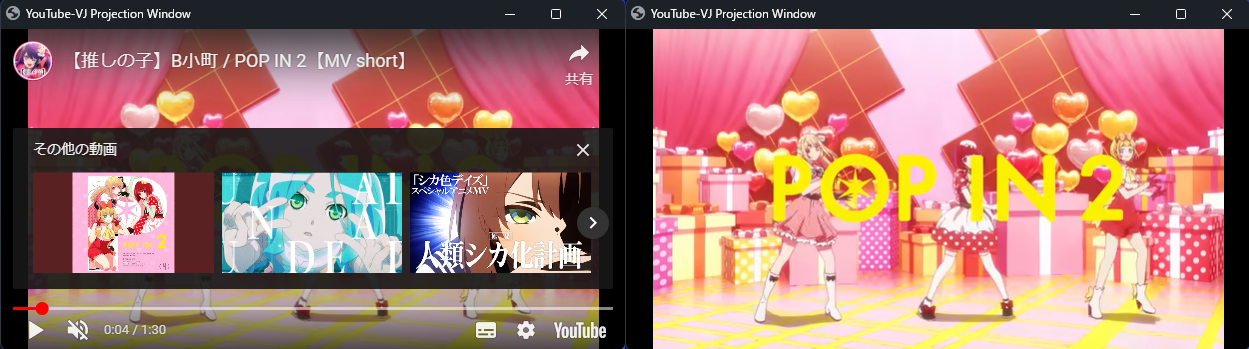 YouTube-VJ Projection Window
【推しの子】B小町 / POP IN 2【MV short】
共有
その他の動画
POP IN 2
「シカ色デイズ」
スペシャルアニメMV
人類シカ化計画
0:04 / 1:30
YouTube
YouTube-VJ Projection Window
POP IN 2